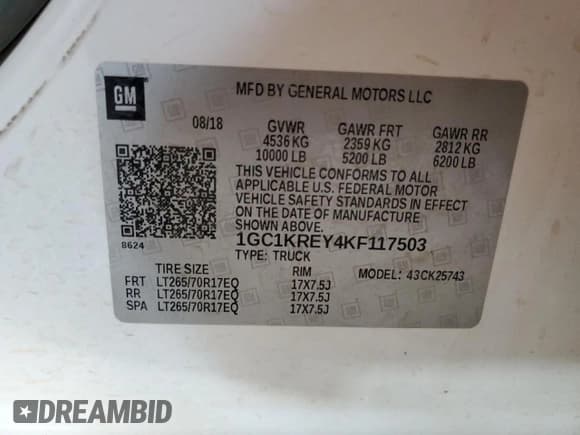 GM
MFD BY GENERAL MOTORS LLC
08/18 GVWR GAWR FRT GAWR RR
4536 KG 2359 KG 2812 KG
10000 LB 5200 LB 6200 LB
THIS VEHICLE CONFORMS TO ALL
APPLICABLE U.S. FEDERAL MOTOR
VEHICLE SAFETY STANDARDS IN EFFECT
ON THE DATE OF MANUFACTURE
SHOWN ABOVE.
8624
1GC1KREY4KF117503
TYPE: TRUCK
TIRE SIZE RIM MODEL: 43CK25743
FRT LT265/70R17EQ 17X7.5J
RR LT265/70R17EQ 17X7.5J
SPA LT265/70R17EQ 17X7.5J
DREAMBID